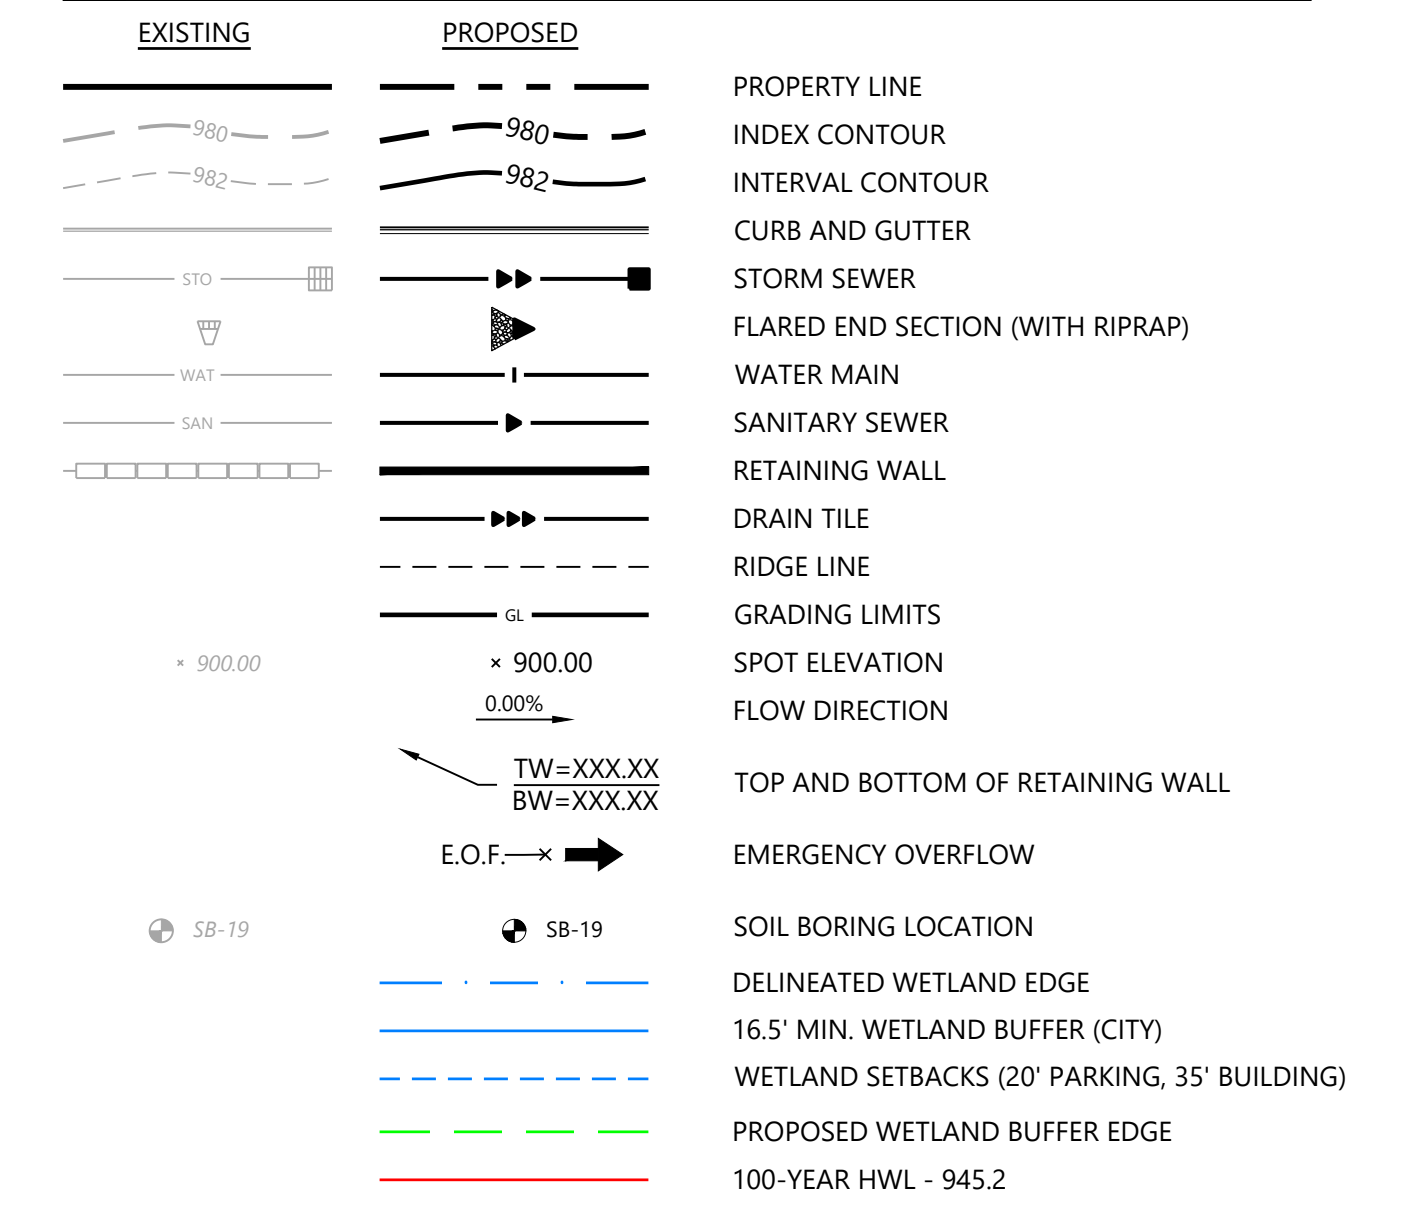 EXISTING PROPOSED
PROPERTY LINE
980 980 INDEX CONTOUR
982 982 INTERVAL CONTOUR
CURB AND GUTTER
STO STORM SEWER
FLARED END SECTION (WITH RIPRAP)
WAT WATER MAIN
SAN SANITARY SEWER
RETAINING WALL
DRAIN TILE
RIDGE LINE
GL GRADING LIMITS
× 900.00 × 900.00 SPOT ELEVATION
0.00% FLOW DIRECTION
TW=XXX.XX
BW=XXX.XX
TOP AND BOTTOM OF RETAINING WALL
E.O.F. × EMERGENCY OVERFLOW
SB-19 SB-19 SOIL BORING LOCATION
DELINEATED WETLAND EDGE
16.5' MIN. WETLAND BUFFER (CITY)
WETLAND SETBACKS (20' PARKING, 35' BUILDING)
PROPOSED WETLAND BUFFER EDGE
100-YEAR HWL - 945.2